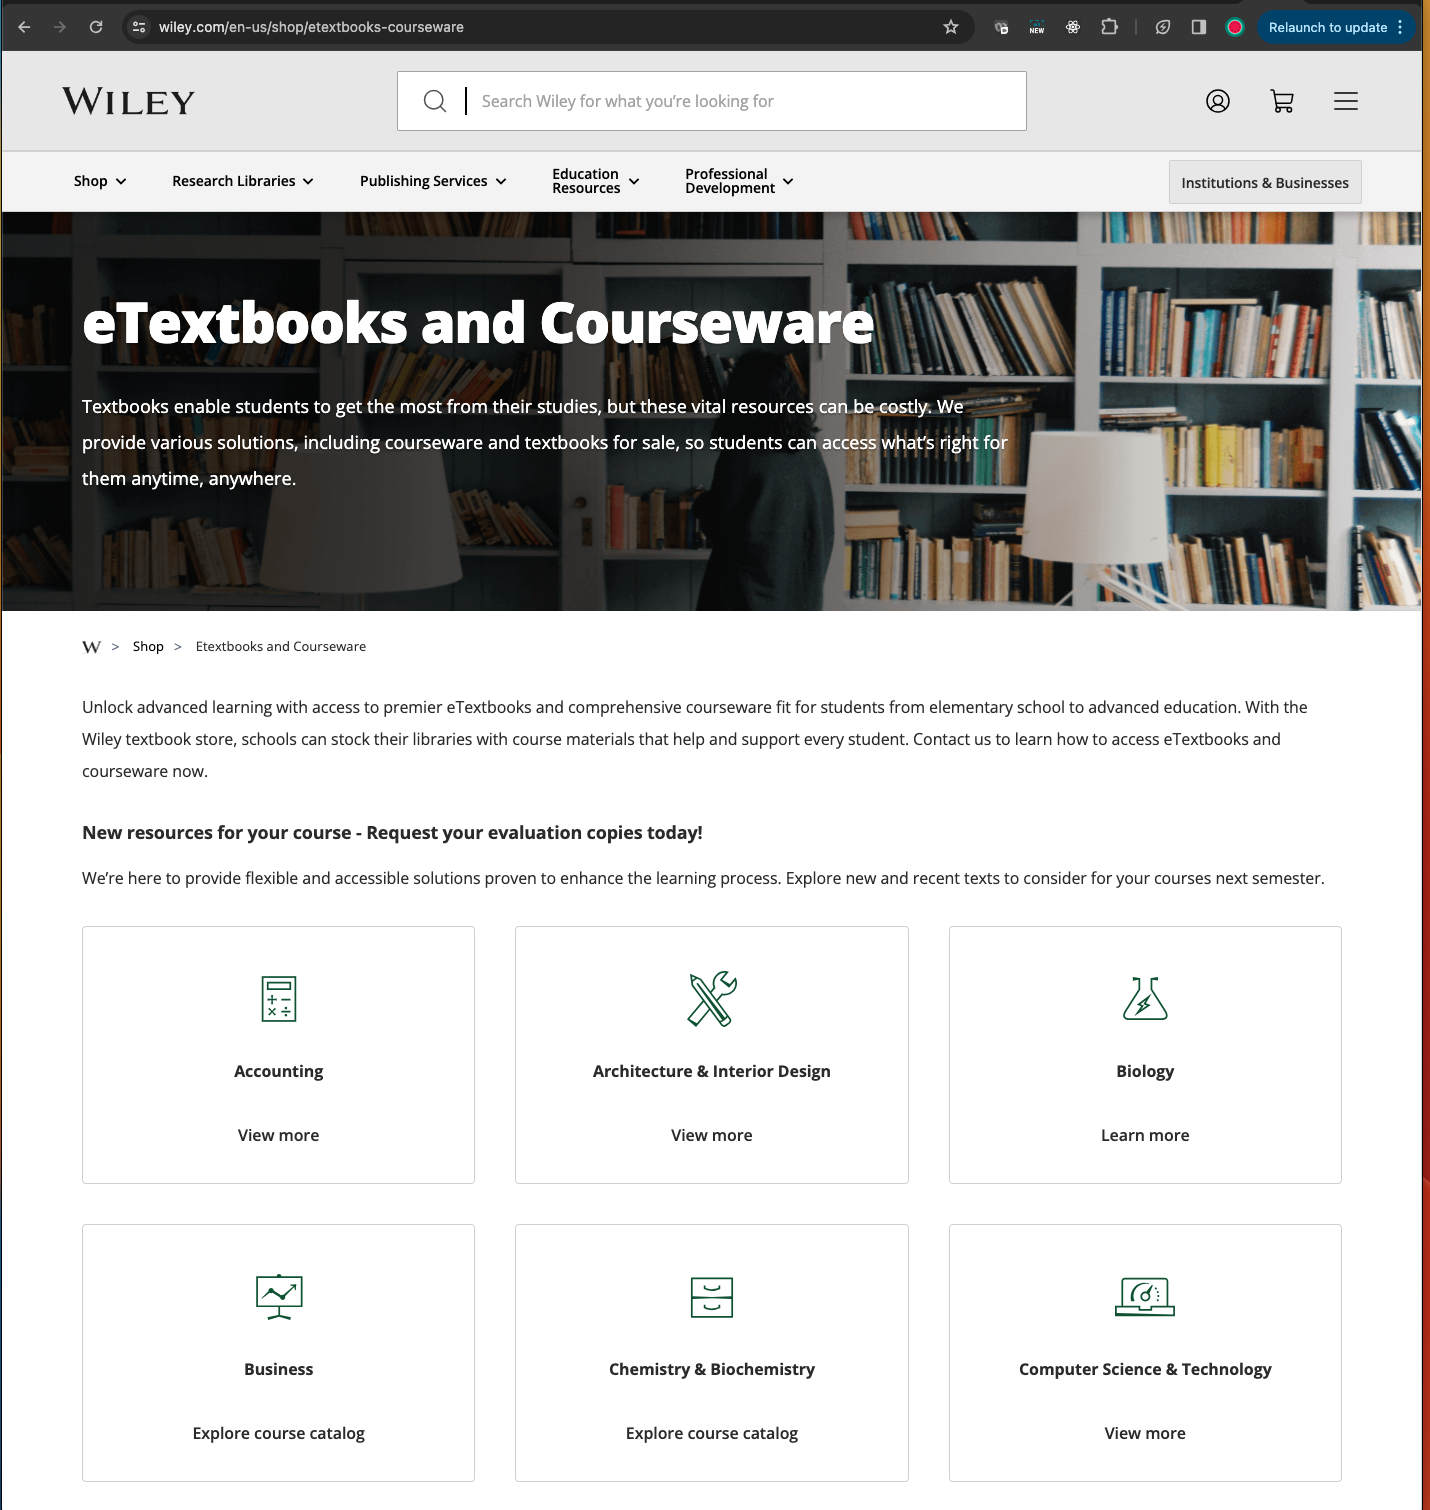 wiley.com/en-us/shop/etextbooks-courseware
NEW
Relaunch to update
WILEY
Search Wiley for what you’re looking for
Shop
Research Libraries
Publishing Services
Education
Resources
Professional
Development
Institutions & Businesses
eTextbooks and Courseware
Textbooks enable students to get the most from their studies, but these vital resources can be costly. We
provide various solutions, including courseware and textbooks for sale, so students can access what’s right for
them anytime, anywhere.
W > Shop > Etextbooks and Courseware
Unlock advanced learning with access to premier eTextbooks and comprehensive courseware fit for students from elementary school to advanced education. With the
Wiley textbook store, schools can stock their libraries with course materials that help and support every student. Contact us to learn how to access eTextbooks and
courseware now.
New resources for your course - Request your evaluation copies today!
We’re here to provide flexible and accessible solutions proven to enhance the learning process. Explore new and recent texts to consider for your courses next semester.
Accounting
View more
Architecture & Interior Design
View more
Biology
Learn more
Business
Explore course catalog
Chemistry & Biochemistry
Explore course catalog
Computer Science & Technology
View more